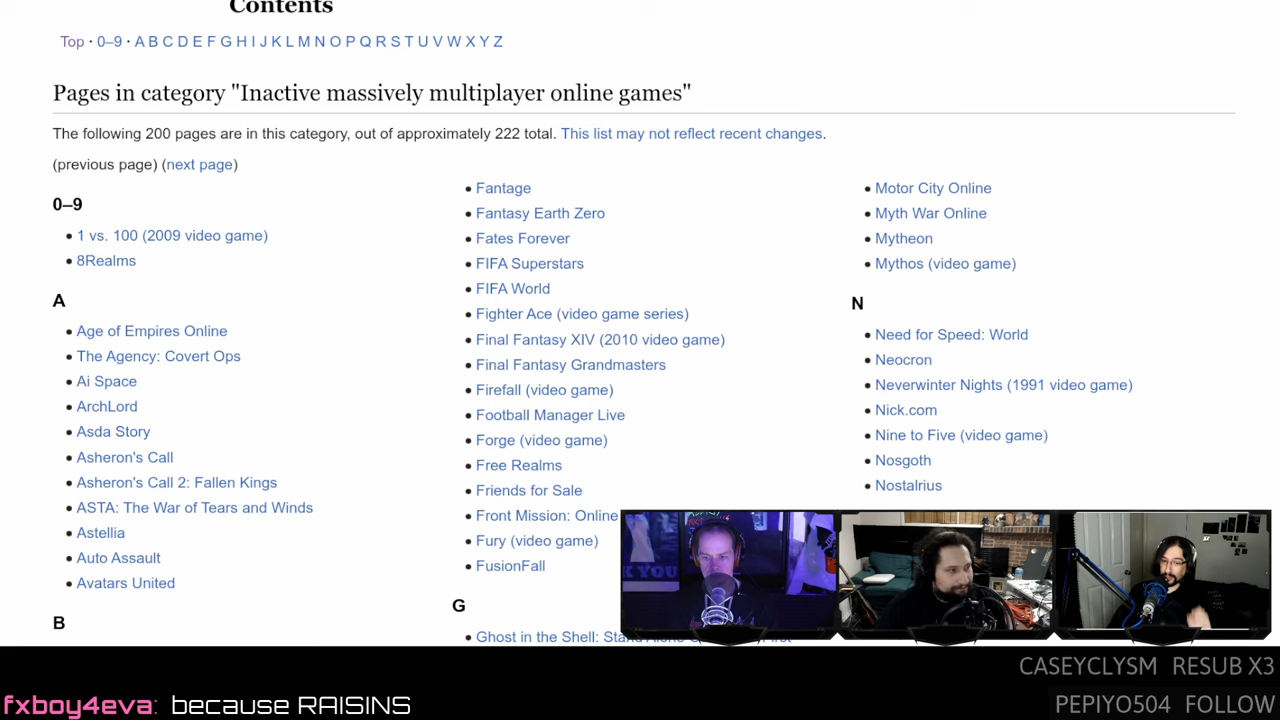 Contents
Top · 0–9 · A B C D E F G H I J K L M N O P Q R S T U V W X Y Z
Pages in category "Inactive massively multiplayer online games"
The following 200 pages are in this category, out of approximately 222 total. This list may not reflect recent changes.
(previous page) (next page)
0–9
1 vs. 100 (2009 video game)
8Realms
A
Age of Empires Online
The Agency: Covert Ops
Ai Space
ArchLord
Asda Story
Asheron's Call
Asheron's Call 2: Fallen Kings
ASTA: The War of Tears and Winds
Astellia
Auto Assault
Avatars United
B
Fantage
Fantasy Earth Zero
Fates Forever
FIFA Superstars
FIFA World
Fighter Ace (video game series)
Final Fantasy XIV (2010 video game)
Final Fantasy Grandmasters
Firefall (video game)
Football Manager Live
Forge (video game)
Free Realms
Friends for Sale
Front Mission: Online
Fury (video game)
FusionFall
G
Ghost in the Shell: Stand Alone
Motor City Online
Myth War Online
Mytheon
Mythos (video game)
N
Need for Speed: World
Neocron
Neverwinter Nights (1991 video game)
Nick.com
Nine to Five (video game)
Nosgoth
Nostalrius
K YOU
CASEYCLYSM RESUB X3
fxboy4eva: because RAISINS
PEPIYO504 FOLLOW